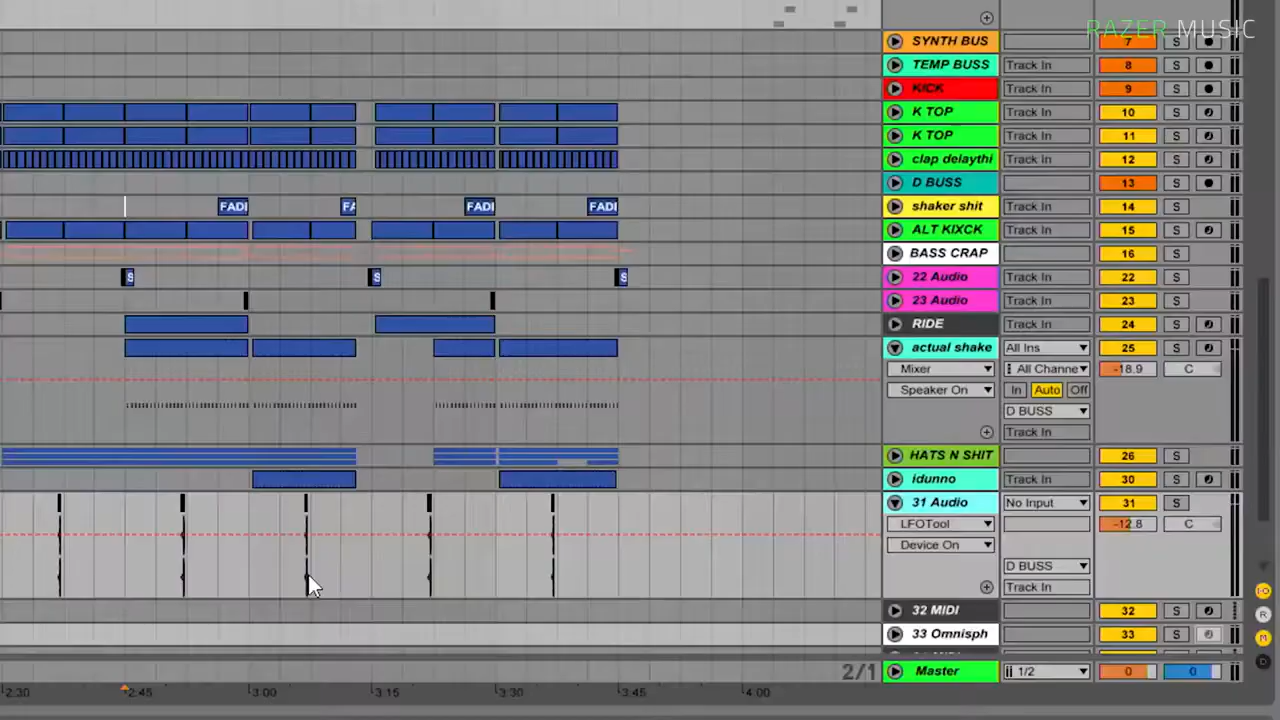 RAZER MUSIC
SYNTH BUS 7 S
TEMP BUSS Track In 8 S
KICK Track In 9 S
K TOP Track In 10 S
K TOP Track In 11 S
clap delaythi Track In 12 S
D BUSS 13 S
FADI FA FADI FADI shaker shit Track In 14 S
ALT KIXCK Track In 15 S
BASS CRAP 16 S
S S S 22 Audio Track In 22 S
23 Audio Track In 23 S
RIDE Track In 24 S
actual shake All Ins 25 S
Mixer All Channe -18.9 C
Speaker On In Auto Off
D BUSS
Track In
HATS N SHIT 26 S
idunno Track In 30 S
31 Audio No Input 31 S
LFOTool -12.8 C
Device On
D BUSS
Track In
32 MIDI 32 S
33 Omnisph 33 S
2/1 Master 1/2 0 0
2:30 2:45 3:00 3:15 3:30 3:45 4:00